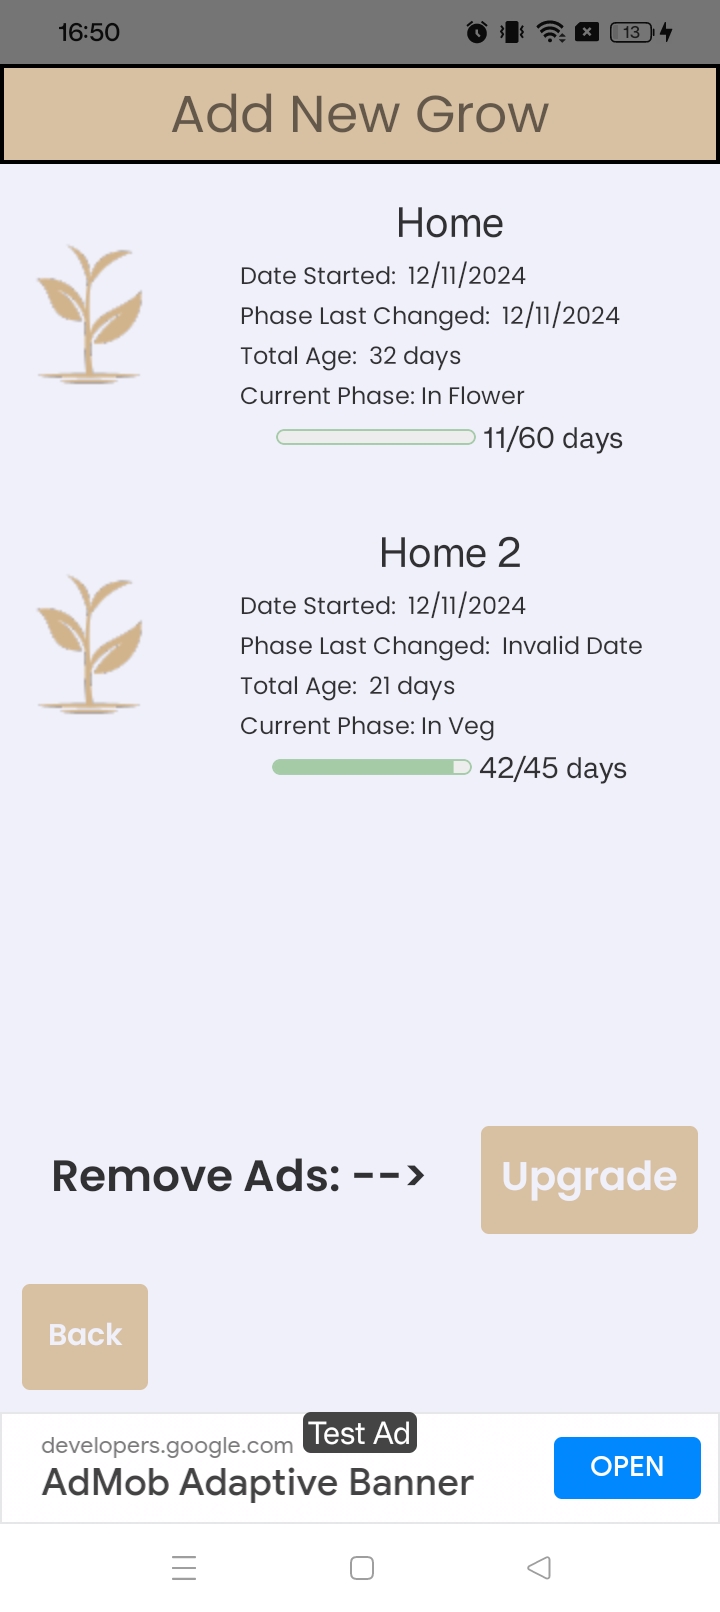 16:50
13
Add New Grow
Home
Date Started: 12/11/2024
Phase Last Changed: 12/11/2024
Total Age: 32 days
Current Phase: In Flower
11/60 days
Home 2
Date Started: 12/11/2024
Phase Last Changed: Invalid Date
Total Age: 21 days
Current Phase: In Veg
42/45 days
Remove Ads: -->
Upgrade
Back
Test Ad
developers.google.com
AdMob Adaptive Banner
OPEN